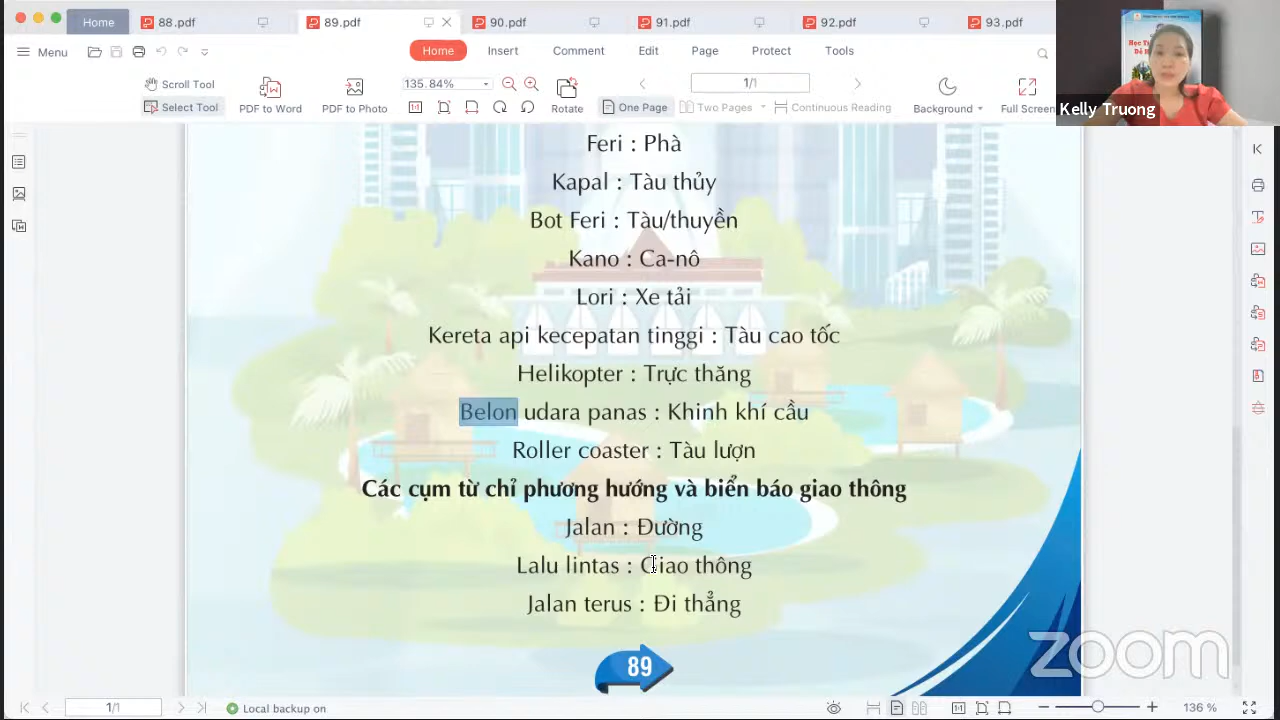 Home 88.pdf 89.pdf 90.pdf 91.pdf 92.pdf 93.pdf
Menu Home Insert Comment Edit Page Protect Tools
Scroll Tool 135.84% 1/1
Select Tool PDF to Word PDF to Photo Rotate One Page Two Pages Continuous Reading Background Full Screen
Kelly Truong
Feri : Phà
Kapal : Tàu thủy
Bot Feri : Tàu/thuyền
Kano : Ca-nô
Lori : Xe tải
Kereta api kecepatan tinggi : Tàu cao tốc
Helikopter : Trực thăng
Belon udara panas : Khinh khí cầu
Roller coaster : Tàu lượn
Các cụm từ chỉ phương hướng và biển báo giao thông
Jalan : Đường
Lalu lintas : Giao thông
Jalan terus : Đi thẳng
89
zoom
1/1 Local backup on 136 %